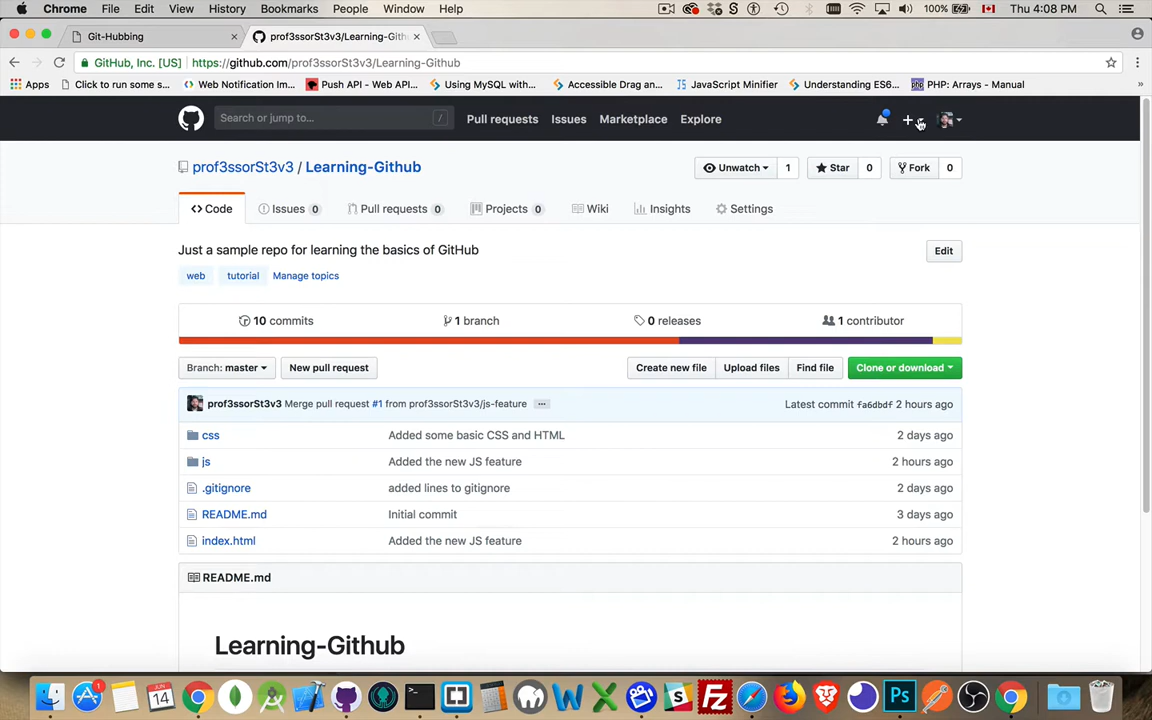 Chrome File Edit View History Bookmarks People Window Help 100% Thu 4:08 PM
Git-Hubbing prof3ssorSt3v3/Learning-Gith
GitHub, Inc. [US] https://github.com/prof3ssorSt3v3/Learning-Github
Apps Click to run some s... Web Notification Im... Push API - Web API... Using MySQL with... Accessible Drag an... JavaScript Minifier Understanding ES6... PHP: Arrays - Manual »
Search or jump to... / Pull requests Issues Marketplace Explore
prof3ssorSt3v3 / Learning-Github Unwatch 1 Star 0 Fork 0
Code Issues 0 Pull requests 0 Projects 0 Wiki Insights Settings
Just a sample repo for learning the basics of GitHub Edit
web tutorial Manage topics
10 commits 1 branch 0 releases 1 contributor
Branch: master New pull request Create new file Upload files Find file Clone or download
prof3ssorSt3v3 Merge pull request #1 from prof3ssorSt3v3/js-feature ... Latest commit fa6dbdf 2 hours ago
css Added some basic CSS and HTML 2 days ago
js Added the new JS feature 2 hours ago
.gitignore added lines to gitignore 2 days ago
README.md Initial commit 3 days ago
index.html Added the new JS feature 2 hours ago
README.md
Learning-Github
1 JUN 14 W X S FZ Ps